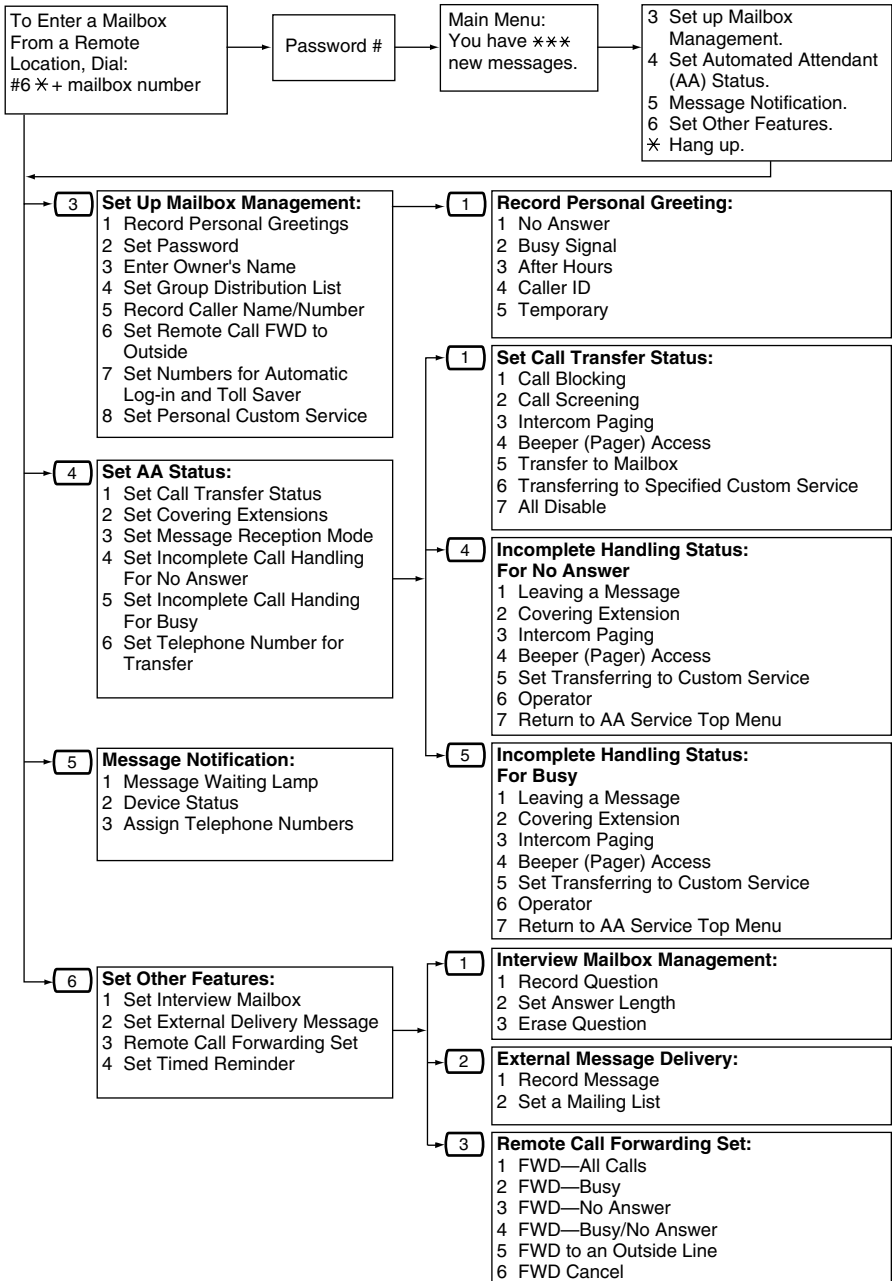 To Enter a Mailbox
From a Remote
Location, Dial:
#6 ✳ + mailbox number
Password #
Main Menu:
You have ✳✳✳
new messages.
3 Set up Mailbox
Management.
4 Set Automated Attendant
(AA) Status.
5 Message Notification.
6 Set Other Features.
✳ Hang up.
3
Set Up Mailbox Management:
1 Record Personal Greetings
2 Set Password
3 Enter Owner's Name
4 Set Group Distribution List
5 Record Caller Name/Number
6 Set Remote Call FWD to
Outside
7 Set Numbers for Automatic
Log-in and Toll Saver
8 Set Personal Custom Service
1
Record Personal Greeting:
1 No Answer
2 Busy Signal
3 After Hours
4 Caller ID
5 Temporary
4
Set AA Status:
1 Set Call Transfer Status
2 Set Covering Extensions
3 Set Message Reception Mode
4 Set Incomplete Call Handling
For No Answer
5 Set Incomplete Call Handing
For Busy
6 Set Telephone Number for
Transfer
1
Set Call Transfer Status:
1 Call Blocking
2 Call Screening
3 Intercom Paging
4 Beeper (Pager) Access
5 Transfer to Mailbox
6 Transferring to Specified Custom Service
7 All Disable
4
Incomplete Handling Status:
For No Answer
1 Leaving a Message
2 Covering Extension
3 Intercom Paging
4 Beeper (Pager) Access
5 Set Transferring to Custom Service
6 Operator
7 Return to AA Service Top Menu
5
Incomplete Handling Status:
For Busy
1 Leaving a Message
2 Covering Extension
3 Intercom Paging
4 Beeper (Pager) Access
5 Set Transferring to Custom Service
6 Operator
7 Return to AA Service Top Menu
5
Message Notification:
1 Message Waiting Lamp
2 Device Status
3 Assign Telephone Numbers
6
Set Other Features:
1 Set Interview Mailbox
2 Set External Delivery Message
3 Remote Call Forwarding Set
4 Set Timed Reminder
1
Interview Mailbox Management:
1 Record Question
2 Set Answer Length
3 Erase Question
2
External Message Delivery:
1 Record Message
2 Set a Mailing List
3
Remote Call Forwarding Set:
1 FWD—All Calls
2 FWD—Busy
3 FWD—No Answer
4 FWD—Busy/No Answer
5 FWD to an Outside Line
6 FWD Cancel